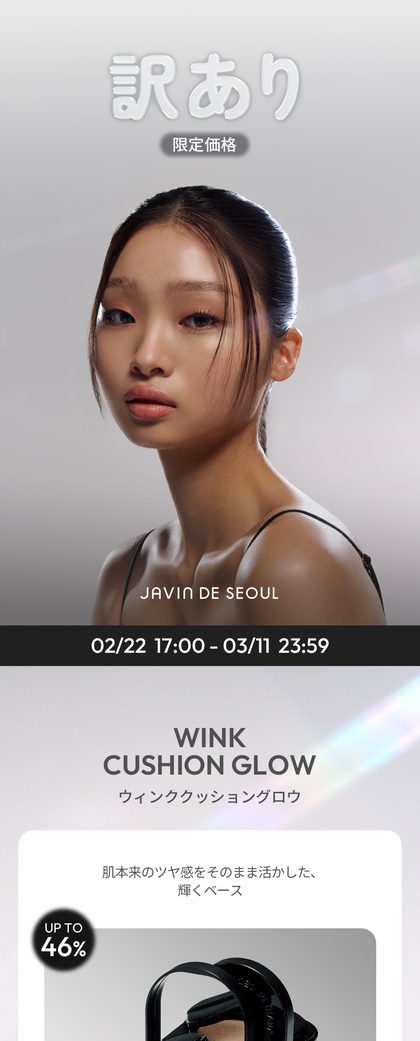 訳あり
限定価格
JAVIN DE SEOUL
02/22 17:00 - 03/11 23:59
WINK
CUSHION GLOW
ウィンククッショングロウ
肌本来のツヤ感をそのまま活かした、
輝くベース
UP TO
46%